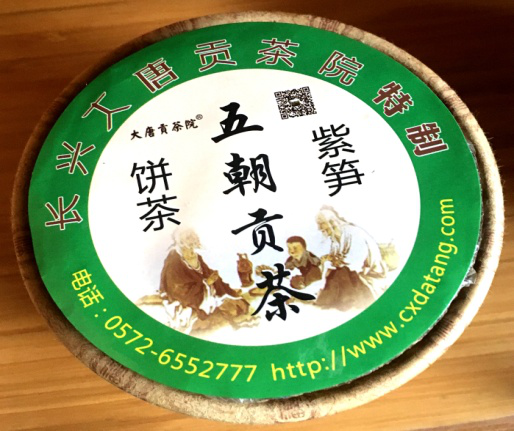 长兴大唐贡茶院特制
大唐贡茶院®
五朝贡茶
紫笋
饼茶
电话：0572-6552777 http://www.cxdatang.com